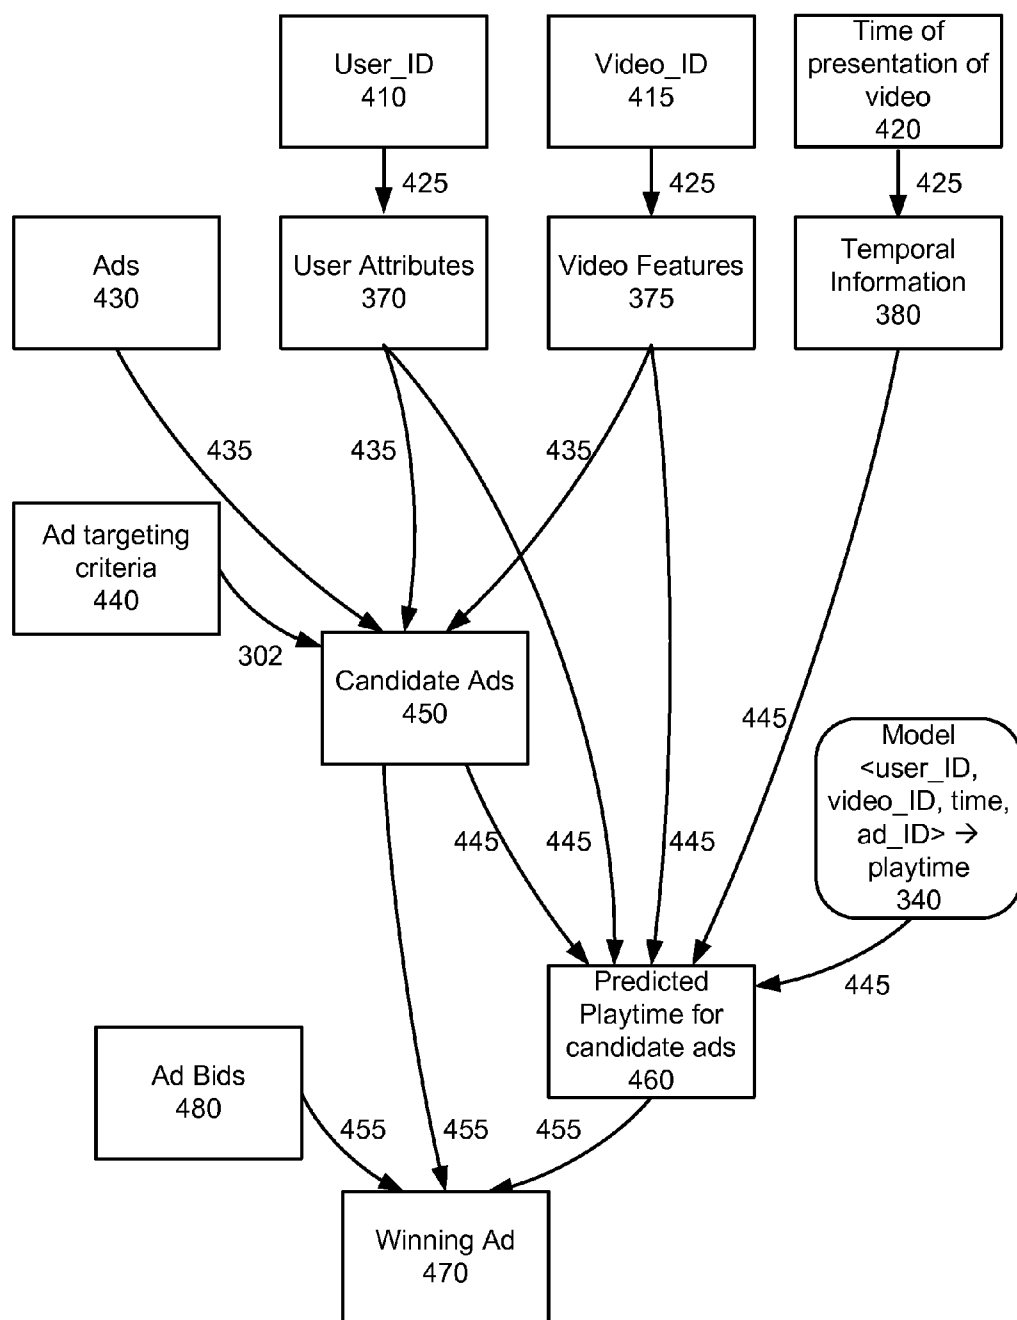 User_ID
410
Video_ID
415
Time of
presentation of
video
420
425
425
425
Ads
430
User Attributes
370
Video Features
375
Temporal
Information
380
435
435
435
Ad targeting
criteria
440
302
Candidate Ads
450
445
Model
<user_ID,
video_ID, time,
ad_ID> →
playtime
340
445
445
445
445
Predicted
Playtime for
candidate ads
460
Ad Bids
480
455
455
455
Winning Ad
470